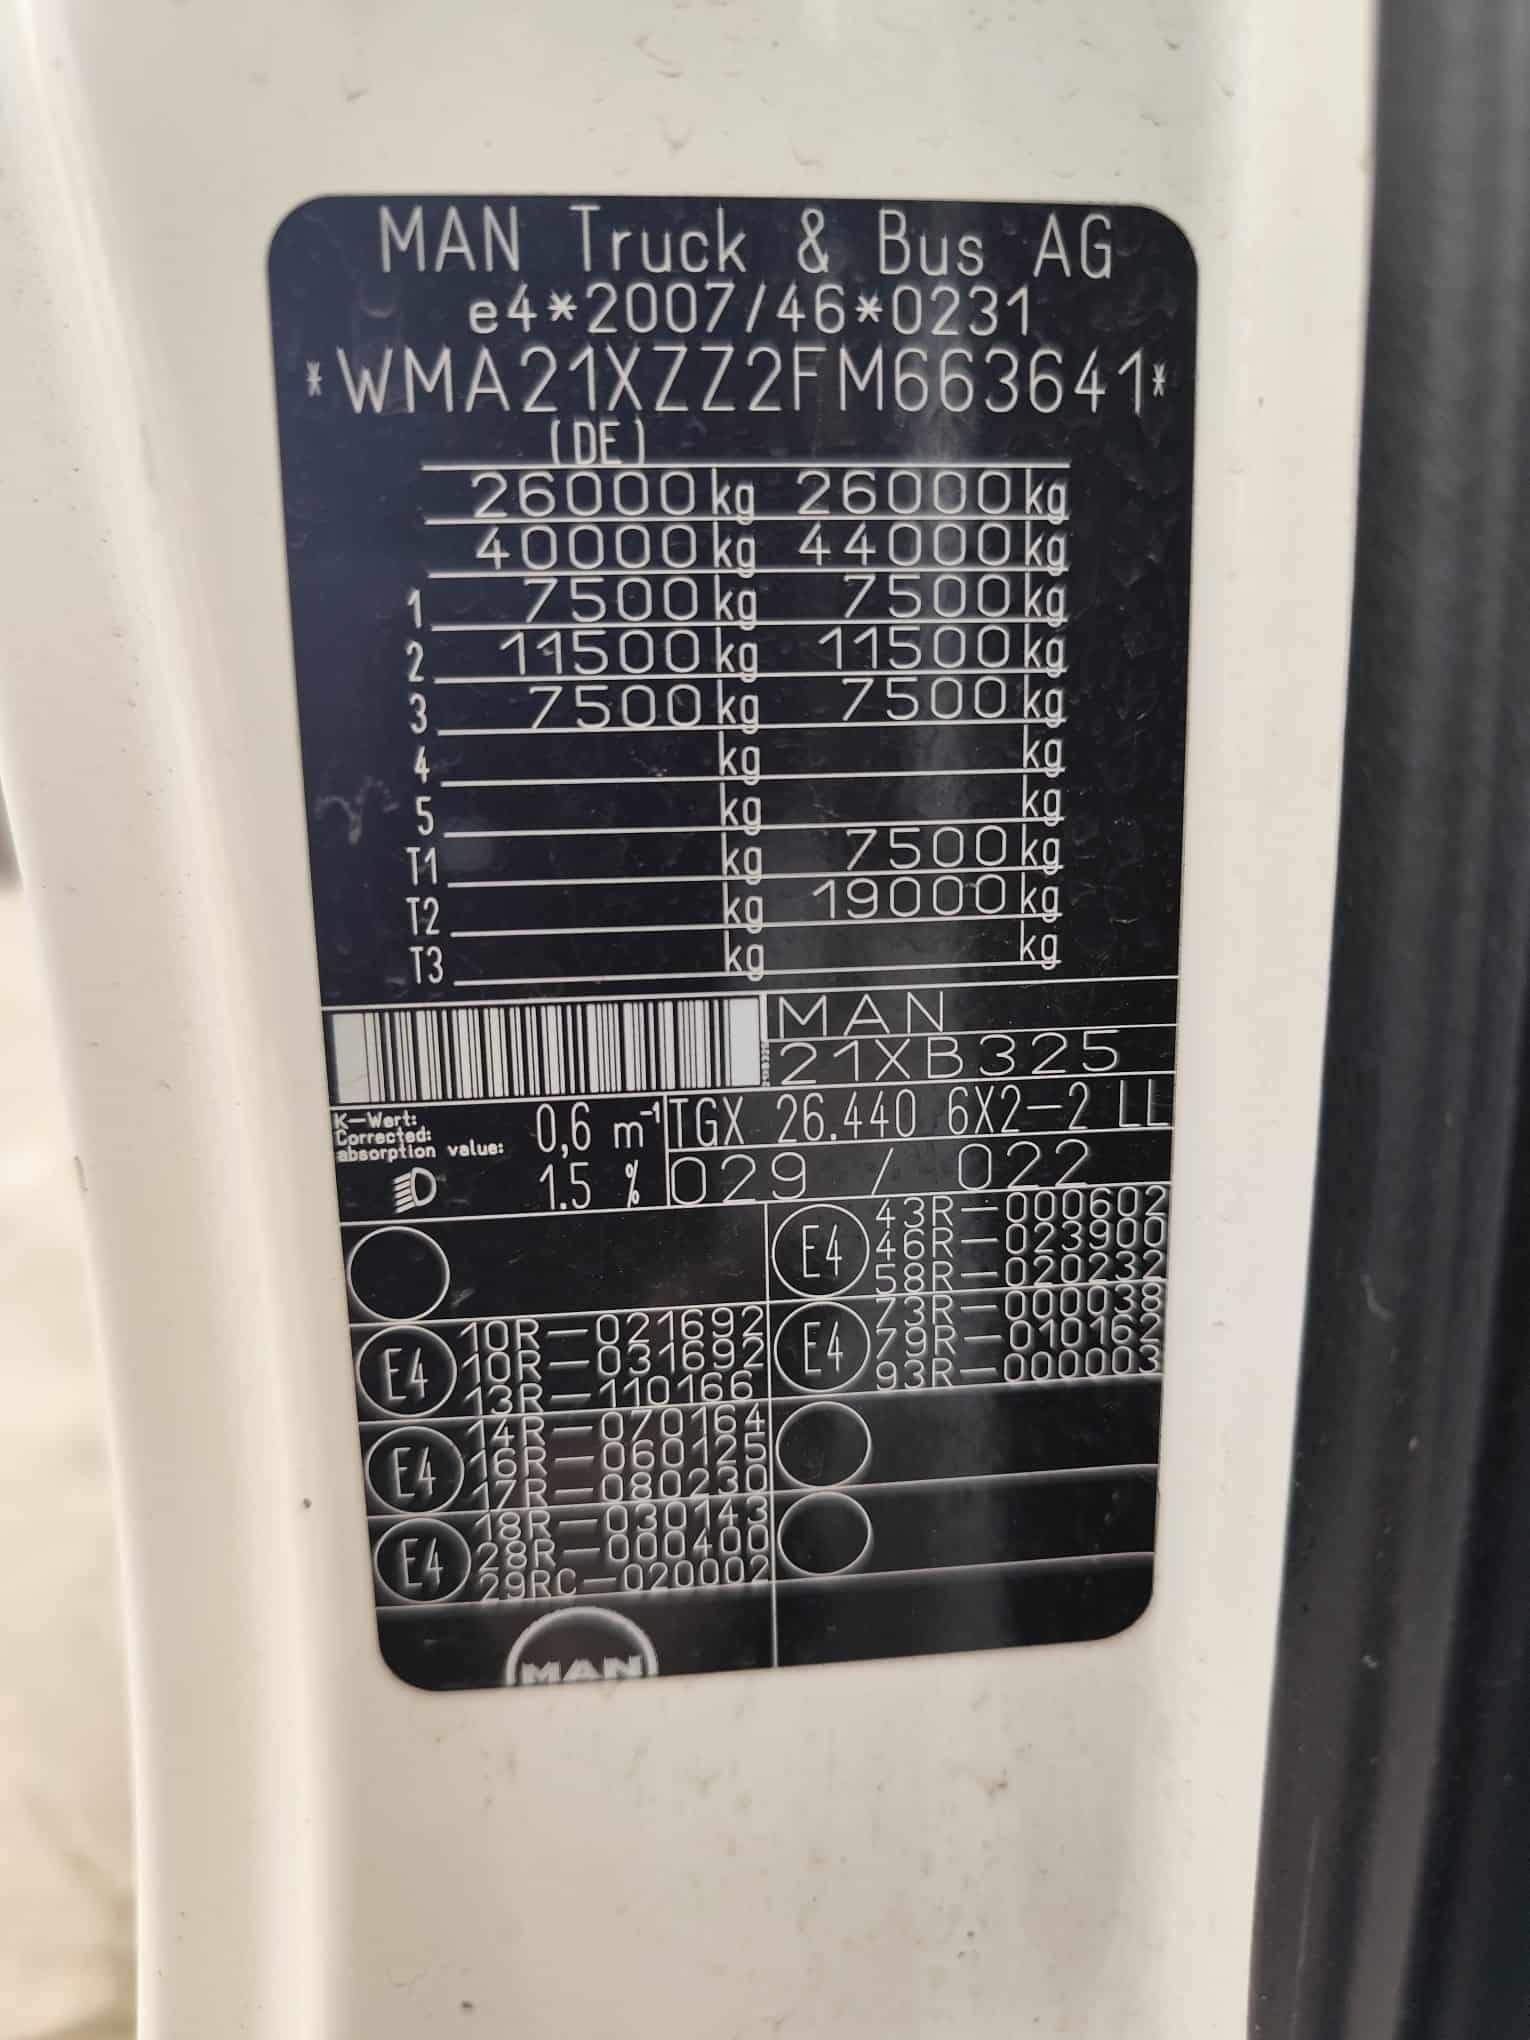 MAN Truck & Bus AG
e4*2007/46*0231
*WMA21XZZ2FM663641*
(DE)
26000 kg 26000 kg
40000 kg 44000 kg
1 7500 kg 7500 kg
2 11500 kg 11500 kg
3 7500 kg 7500 kg
4 kg kg
5 kg kg
T1 kg 7500 kg
T2 kg 19000 kg
T3 kg kg
MAN
21XB325
K-Wert:
Corrected:
absorption value: 0,6 m⁻¹
TGX 26.440 6X2-2 LL
1.5 %
029 / 022
E4
43R-000602
46R-023900
58R-020232
E4
10R-021692
10R-031692
13R-110166
E4
73R-000038
79R-010162
93R-000003
E4
14R-070164
16R-060125
17R-080230
E4
18R-030143
28R-000400
29RC-020002
MAN